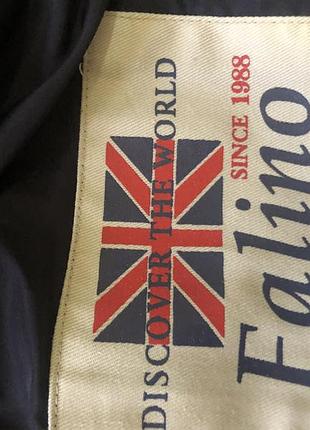 DISCOVER THE WORLD
SINCE 1988
Falino